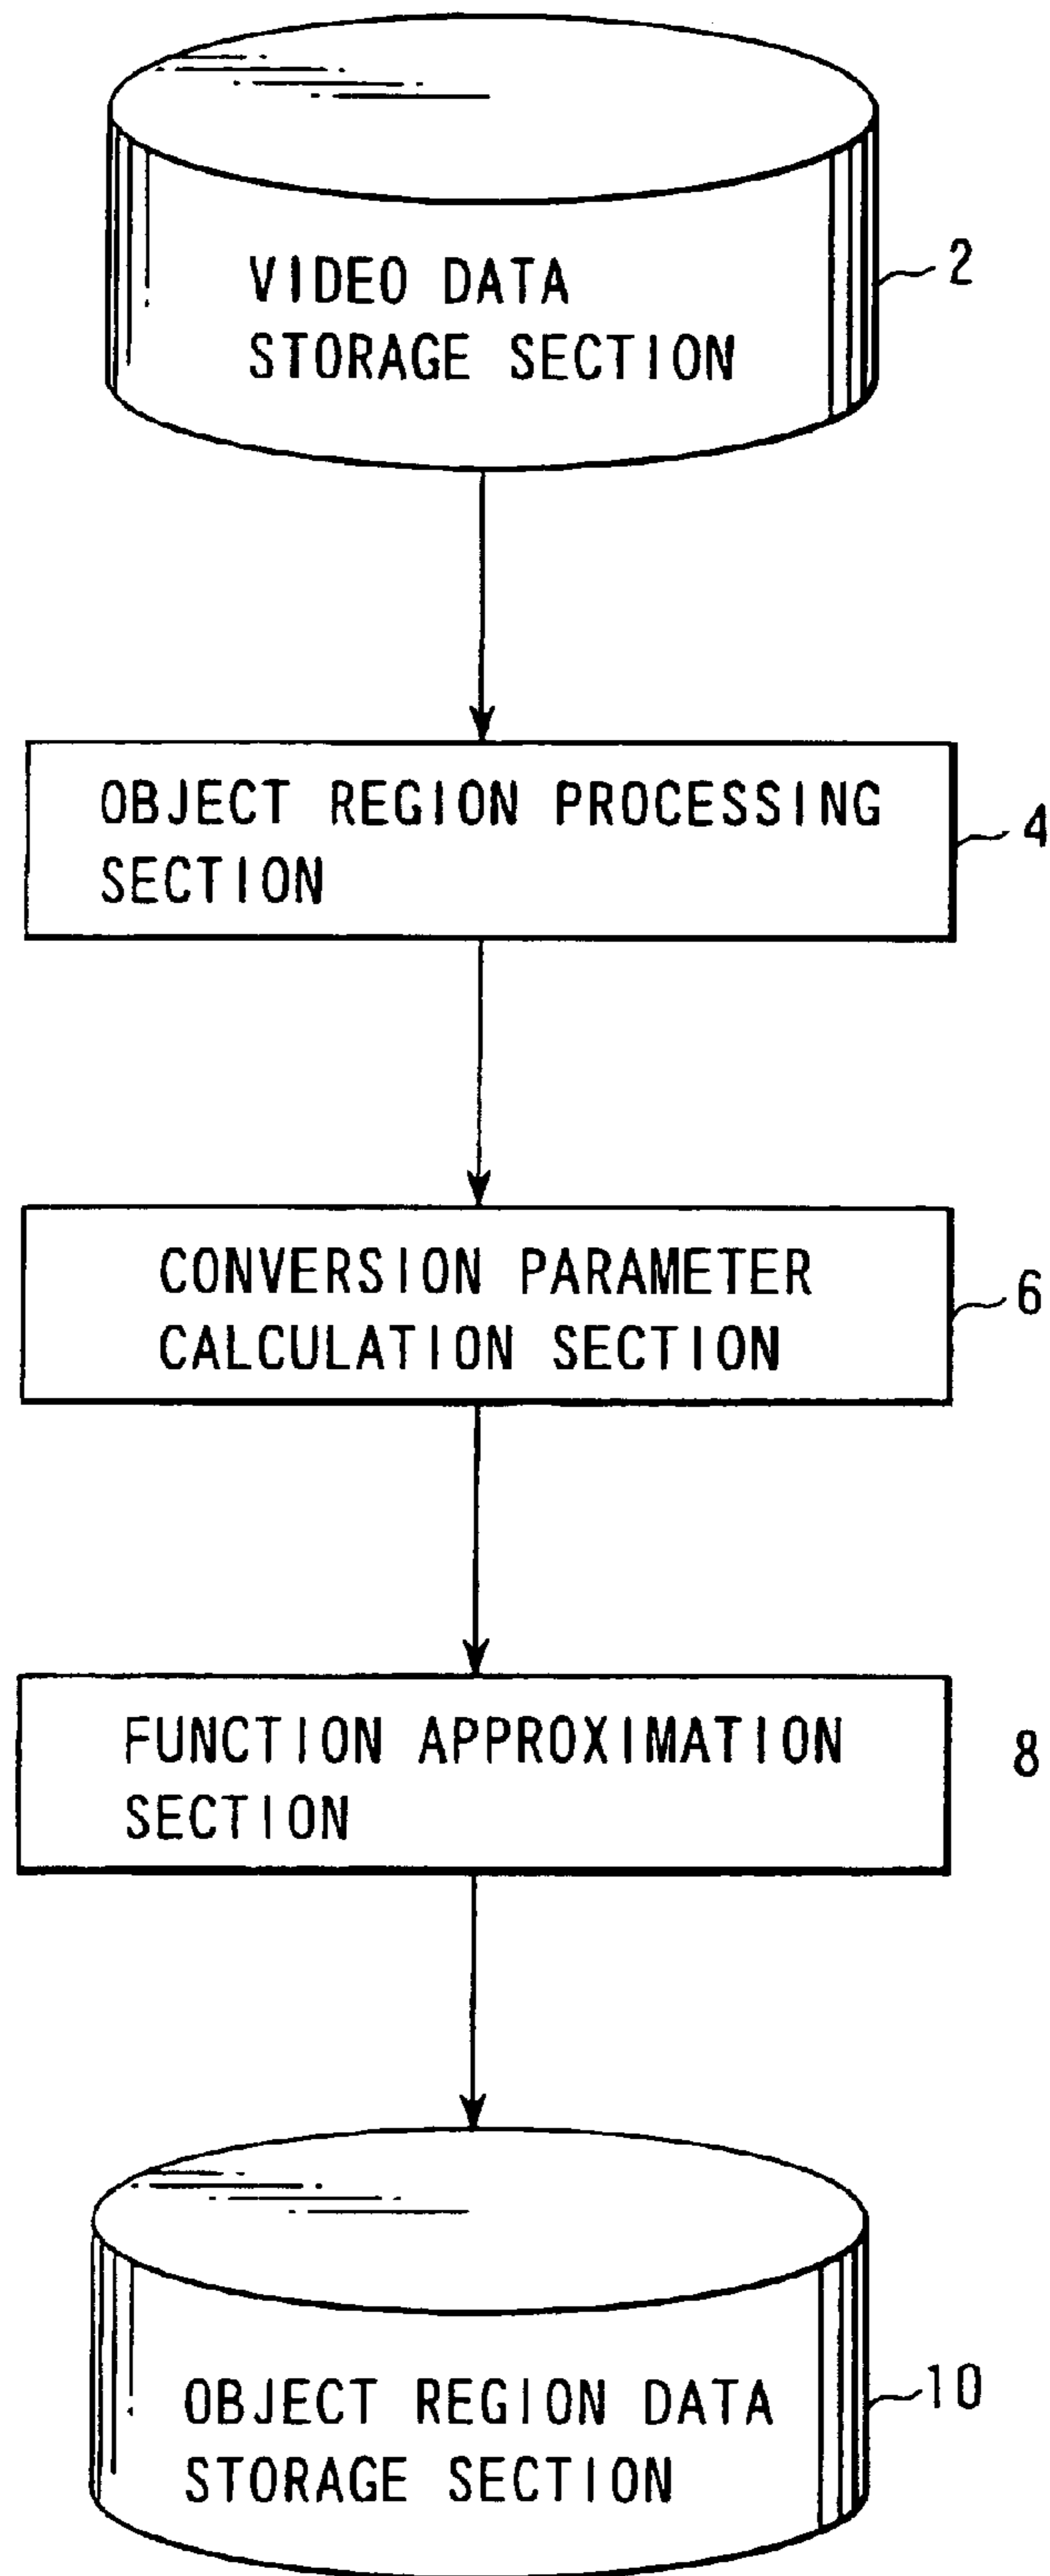 VIDEO DATA
STORAGE SECTION
2
OBJECT REGION PROCESSING
SECTION
4
CONVERSION PARAMETER
CALCULATION SECTION
6
FUNCTION APPROXIMATION
SECTION
8
OBJECT REGION DATA
STORAGE SECTION
10